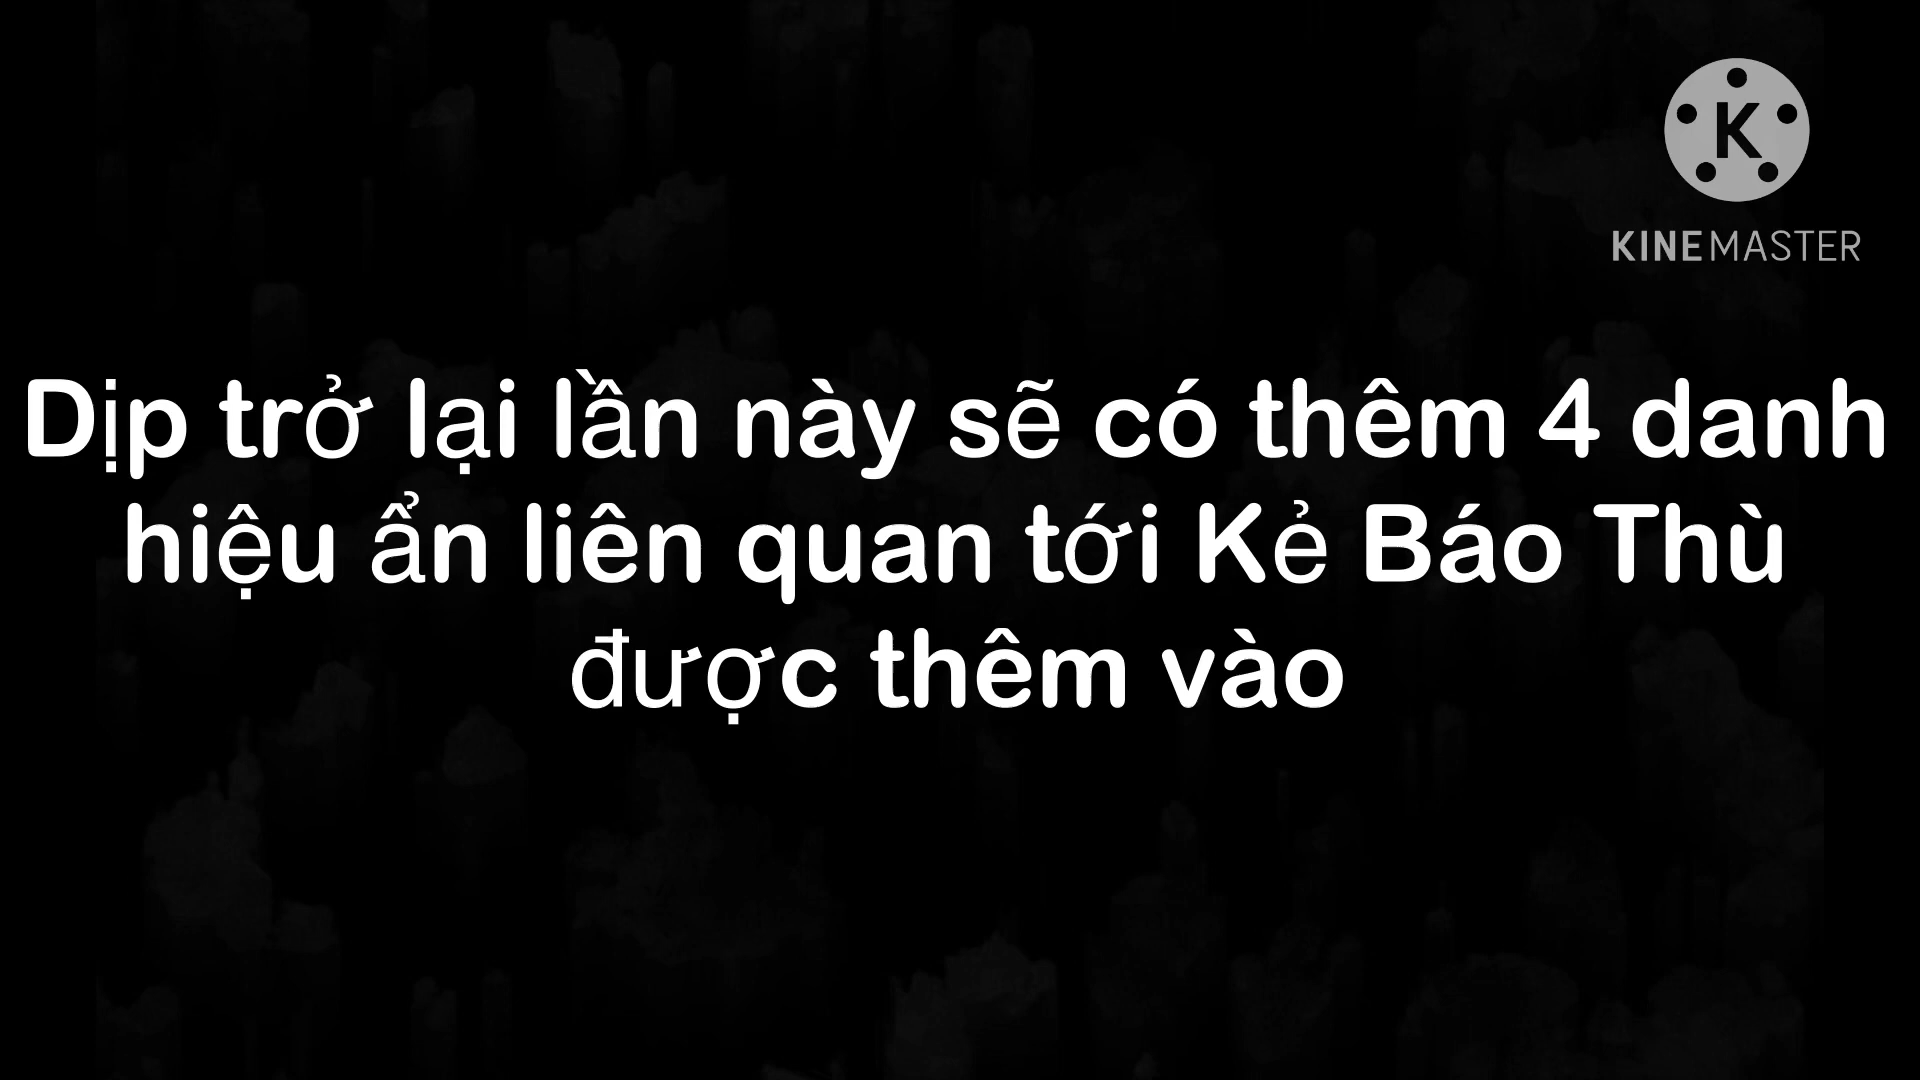 K
KINEMASTER
Dịp trở lại lần này sẽ có thêm 4 danh
hiệu ẩn liên quan tới Kẻ Báo Thù
được thêm vào